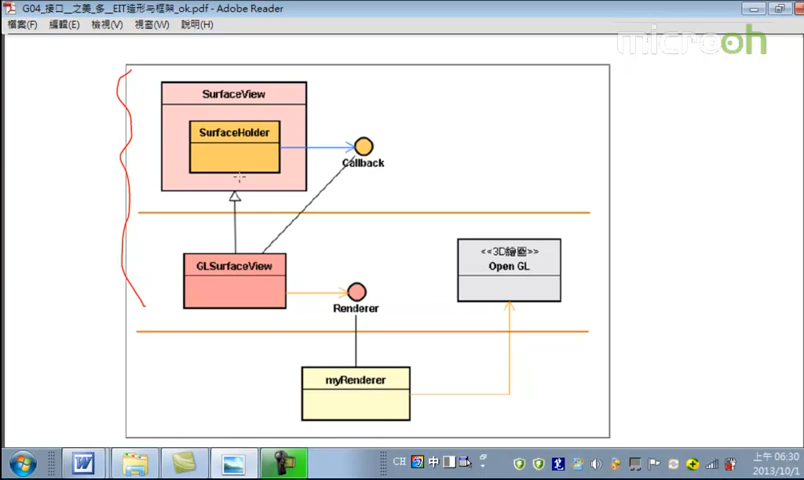 G04_接口__之美_多__EIT造形与框架_ok.pdf - Adobe Reader
檔案(F) 編輯(E) 檢視(V) 視窗(W) 說明(H)
microoh
SurfaceView
SurfaceHolder
Callback
GLSurfaceView
Renderer
<<3D繪圖>>
Open GL
myRenderer
CH
中
上午 06:30
2013/10/1